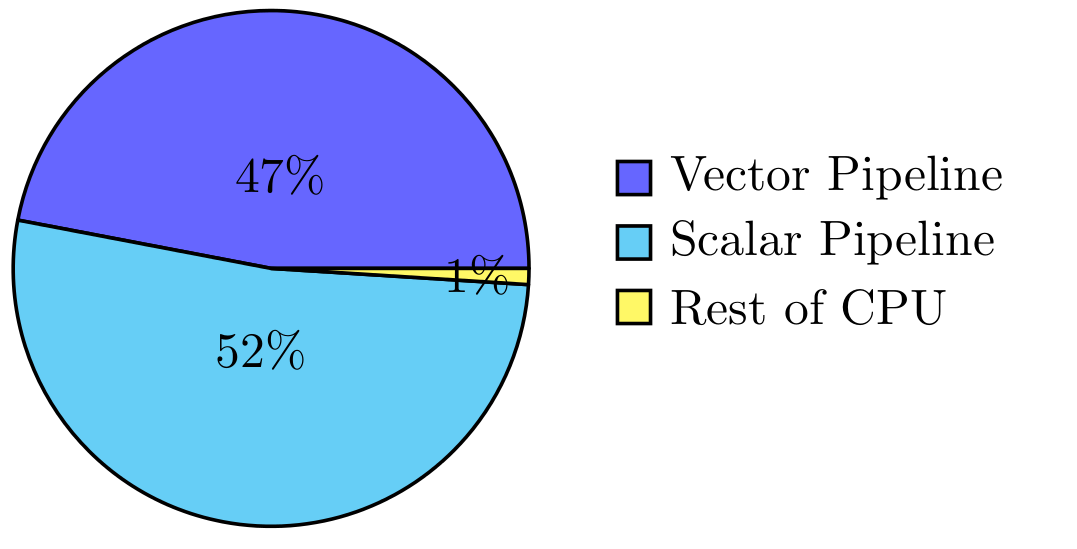 47%
1%
52%
Vector Pipeline
Scalar Pipeline
Rest of CPU